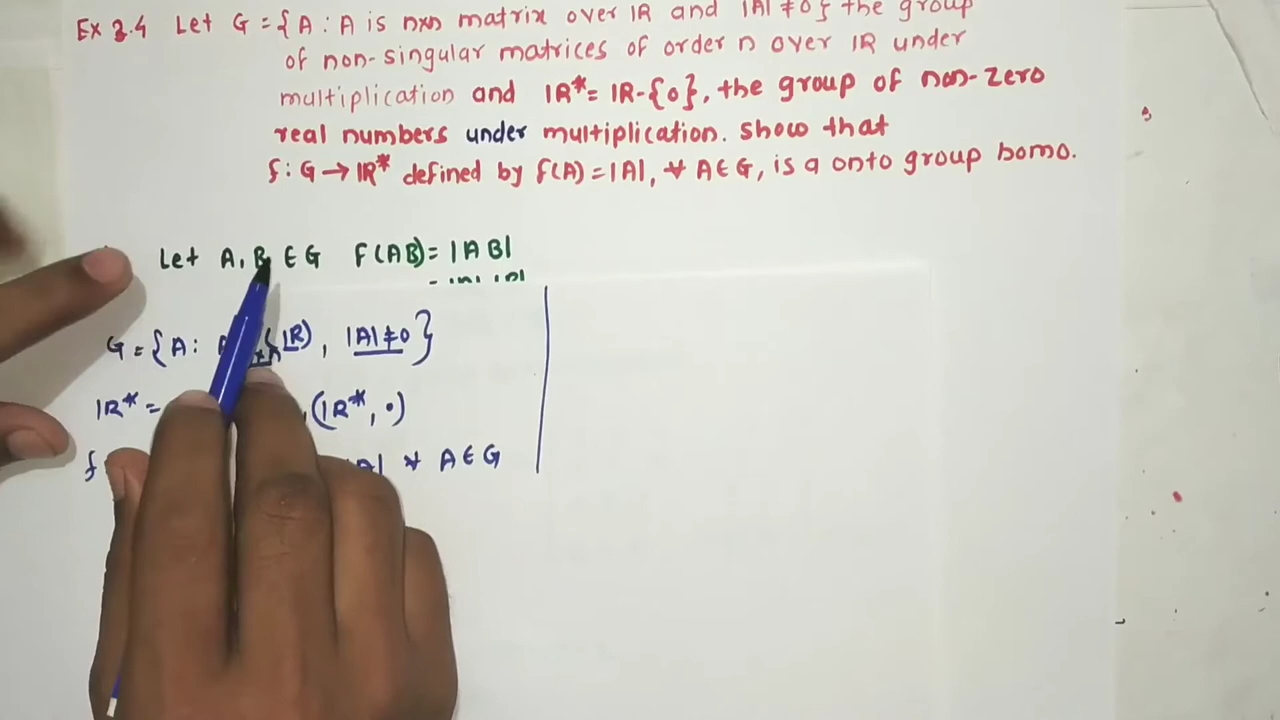 Ex 3.4 Let G = {A : A is nxn matrix over IR and |A| ≠ 0} the group
of non-singular matrices of order n over IR under
multiplication and IR* = IR-{0}, the group of non-zero
real numbers under multiplication. Show that
f : G → IR* defined by f(A) = |A|, ∀ A ∈ G, is a onto group homo.
Let A, B ∈ G f(AB) = |AB|
= |A| |B|
G = {A : A IR), |A| ≠ 0}
IR* = , (IR*, •)
f |A| ∀ A ∈ G